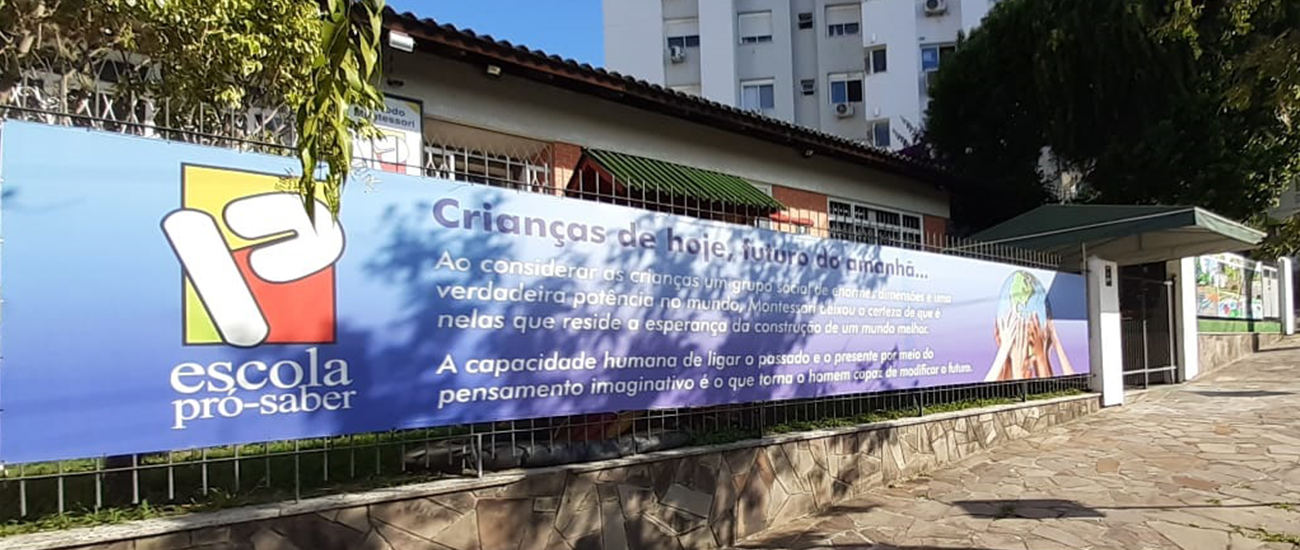 Montessori
escola
pró-saber
Crianças de hoje, futuro do amanhã...
Ao considerar as crianças um grupo social de enormes dimensões e uma
verdadeira potência no mundo, Montessori deixou a certeza de que é
nelas que reside a esperança da construção de um mundo melhor.
A capacidade humana de ligar o passado e o presente por meio do
pensamento imaginativo é o que torna o homem capaz de modificar o futuro.